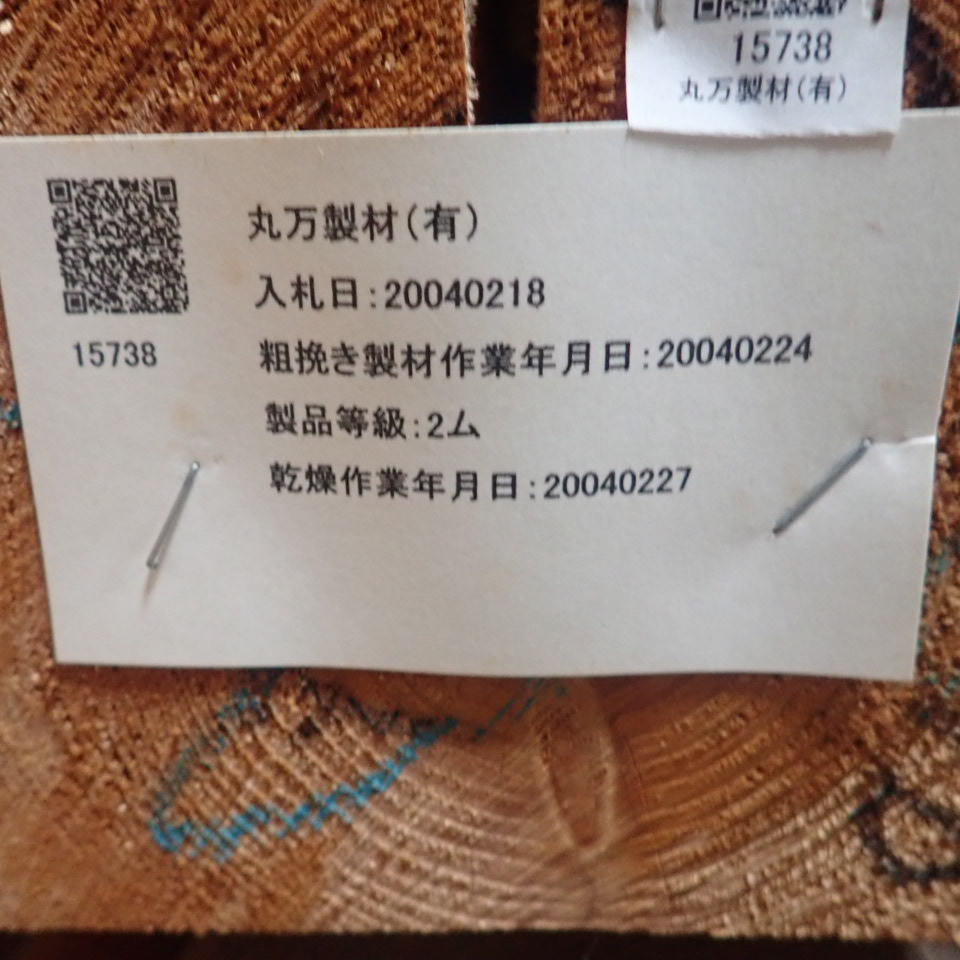 15738
丸万製材(有)
丸万製材(有)
入札日:20040218
15738
粗挽き製材作業年月日:20040224
製品等級:2ム
乾燥作業年月日:20040227